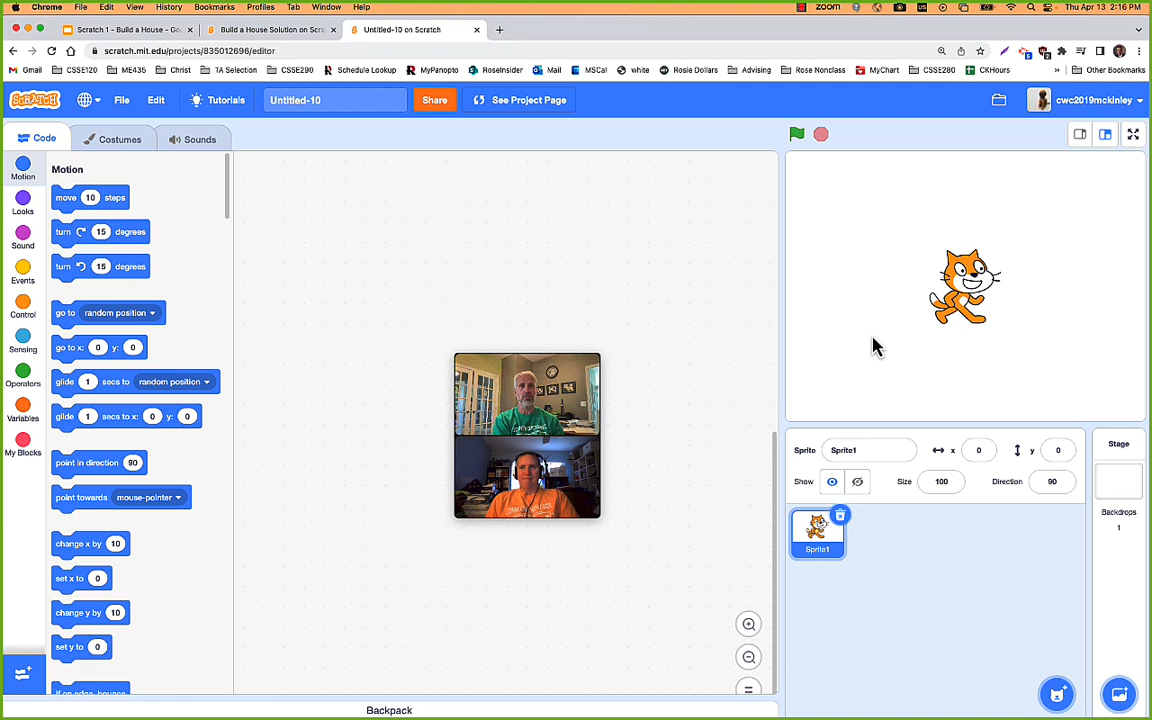 Chrome File Edit View History Bookmarks Profiles Tab Window Help zoom Thu Apr 13 2:16 PM
Scratch 1 - Build a House - Go Build a House Solution on Scra Untitled-10 on Scratch
scratch.mit.edu/projects/835012696/editor
Gmail CSSE120 ME435 Christ TA Selection CSSE290 Schedule Lookup MyPanopto RoseInsider Mail MSCal white Rosie Dollars Advising Rose Nonclass MyChart CSSE280 CKHours » Other Bookmarks
SCRATCH File Edit Tutorials Untitled-10 Share See Project Page cwc2019mckinley
Code Costumes Sounds
Motion
Looks
Sound
Events
Control
Sensing
Operators
Variables
My Blocks
Motion
move 10 steps
turn 15 degrees
turn 15 degrees
go to random position
go to x: 0 y: 0
glide 1 secs to random position
glide 1 secs to x: 0 y: 0
point in direction 90
point towards mouse-pointer
change x by 10
set x to 0
change y by 10
set y to 0
if on edge, bounce
Backpack
Sprite Sprite1 x 0 y 0
Show Size 100 Direction 90
Sprite1
Stage
Backdrops
1